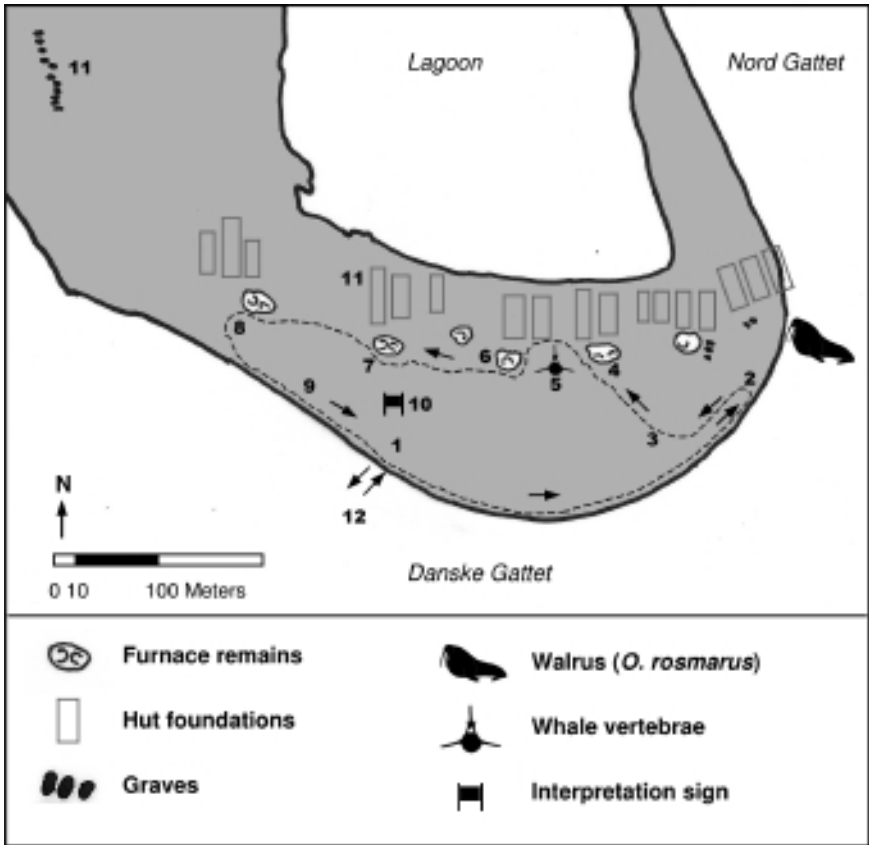 Lagoon
Nord Gattet
11
11
8
7
6
5
4
2
9
10
3
1
12
N
Danske Gattet
0 10 100 Meters
Furnace remains
Walrus (O. rosmarus)
Hut foundations
Whale vertebrae
Graves
Interpretation sign